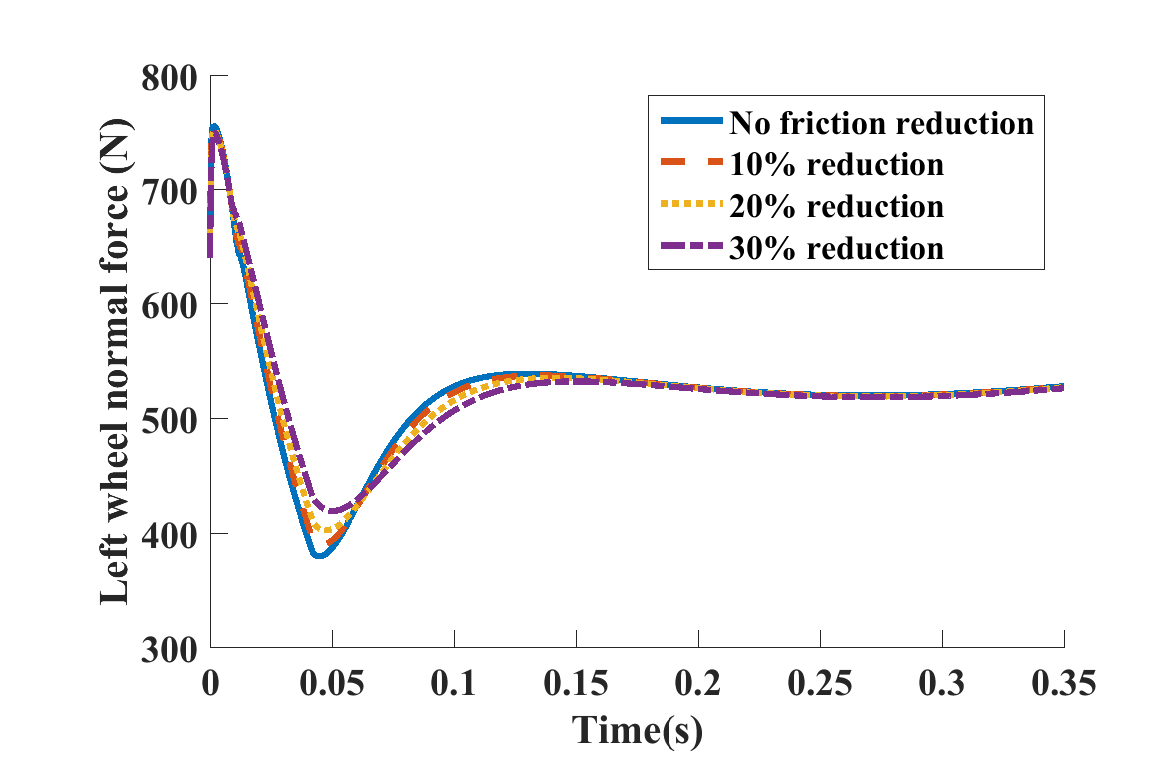 800
700
600
500
400
300
Left wheel normal force (N)
No friction reduction
10% reduction
20% reduction
30% reduction
0 0.05 0.1 0.15 0.2 0.25 0.3 0.35
Time(s)